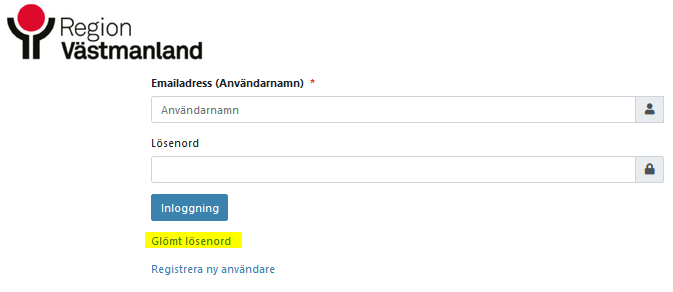 Region
Västmanland
Emailadress (Användarnamn) *
Användarnamn
Lösenord
Inloggning
Glömt lösenord
Registrera ny användare